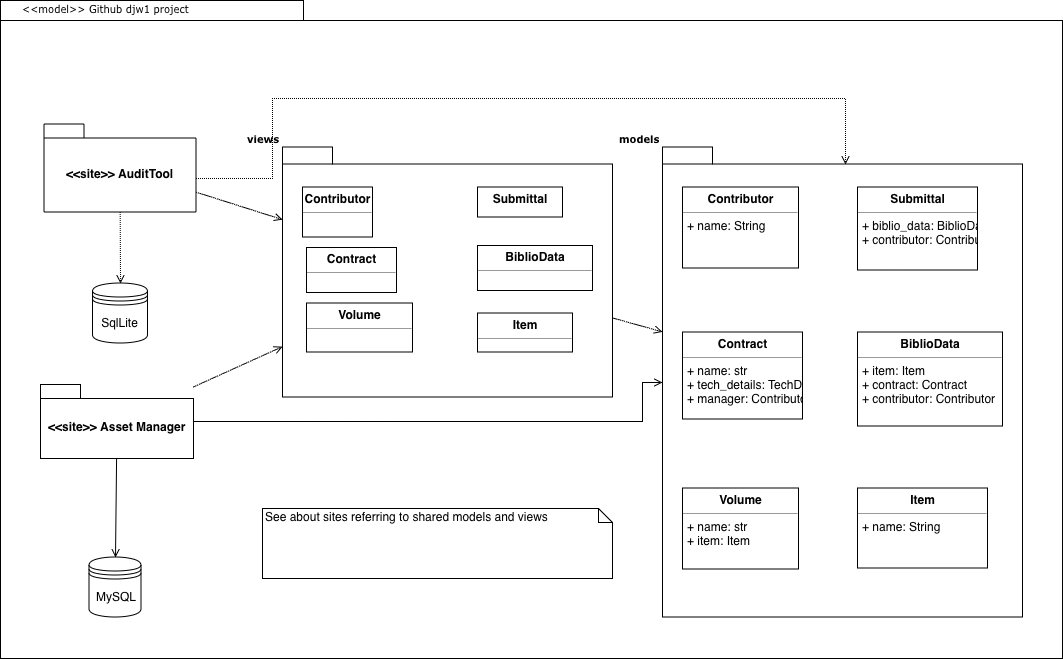 <<model>> Github djw1 project
views
models
<<site>> AuditTool
Contributor
Submittal
Contract
BiblioData
Volume
Item
SqlLite
<<site>> Asset Manager
MySQL
See about sites referring to shared models and views
Contributor
+ name: String
Submittal
+ biblio_data: BiblioDa
+ contributor: Contribu
Contract
+ name: str
+ tech_details: TechD
+ manager: Contributo
BiblioData
+ item: Item
+ contract: Contract
+ contributor: Contributor
Volume
+ name: str
+ item: Item
Item
+ name: String